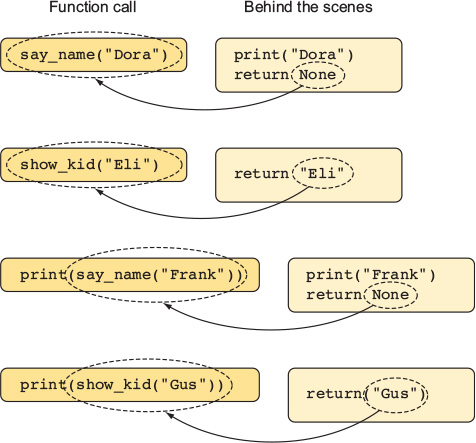 Function call
Behind the scenes
say_name("Dora")
print("Dora")
return None
show_kid("Eli")
return "Eli"
print(say_name("Frank"))
print("Frank")
return None
print(show_kid("Gus"))
return("Gus")